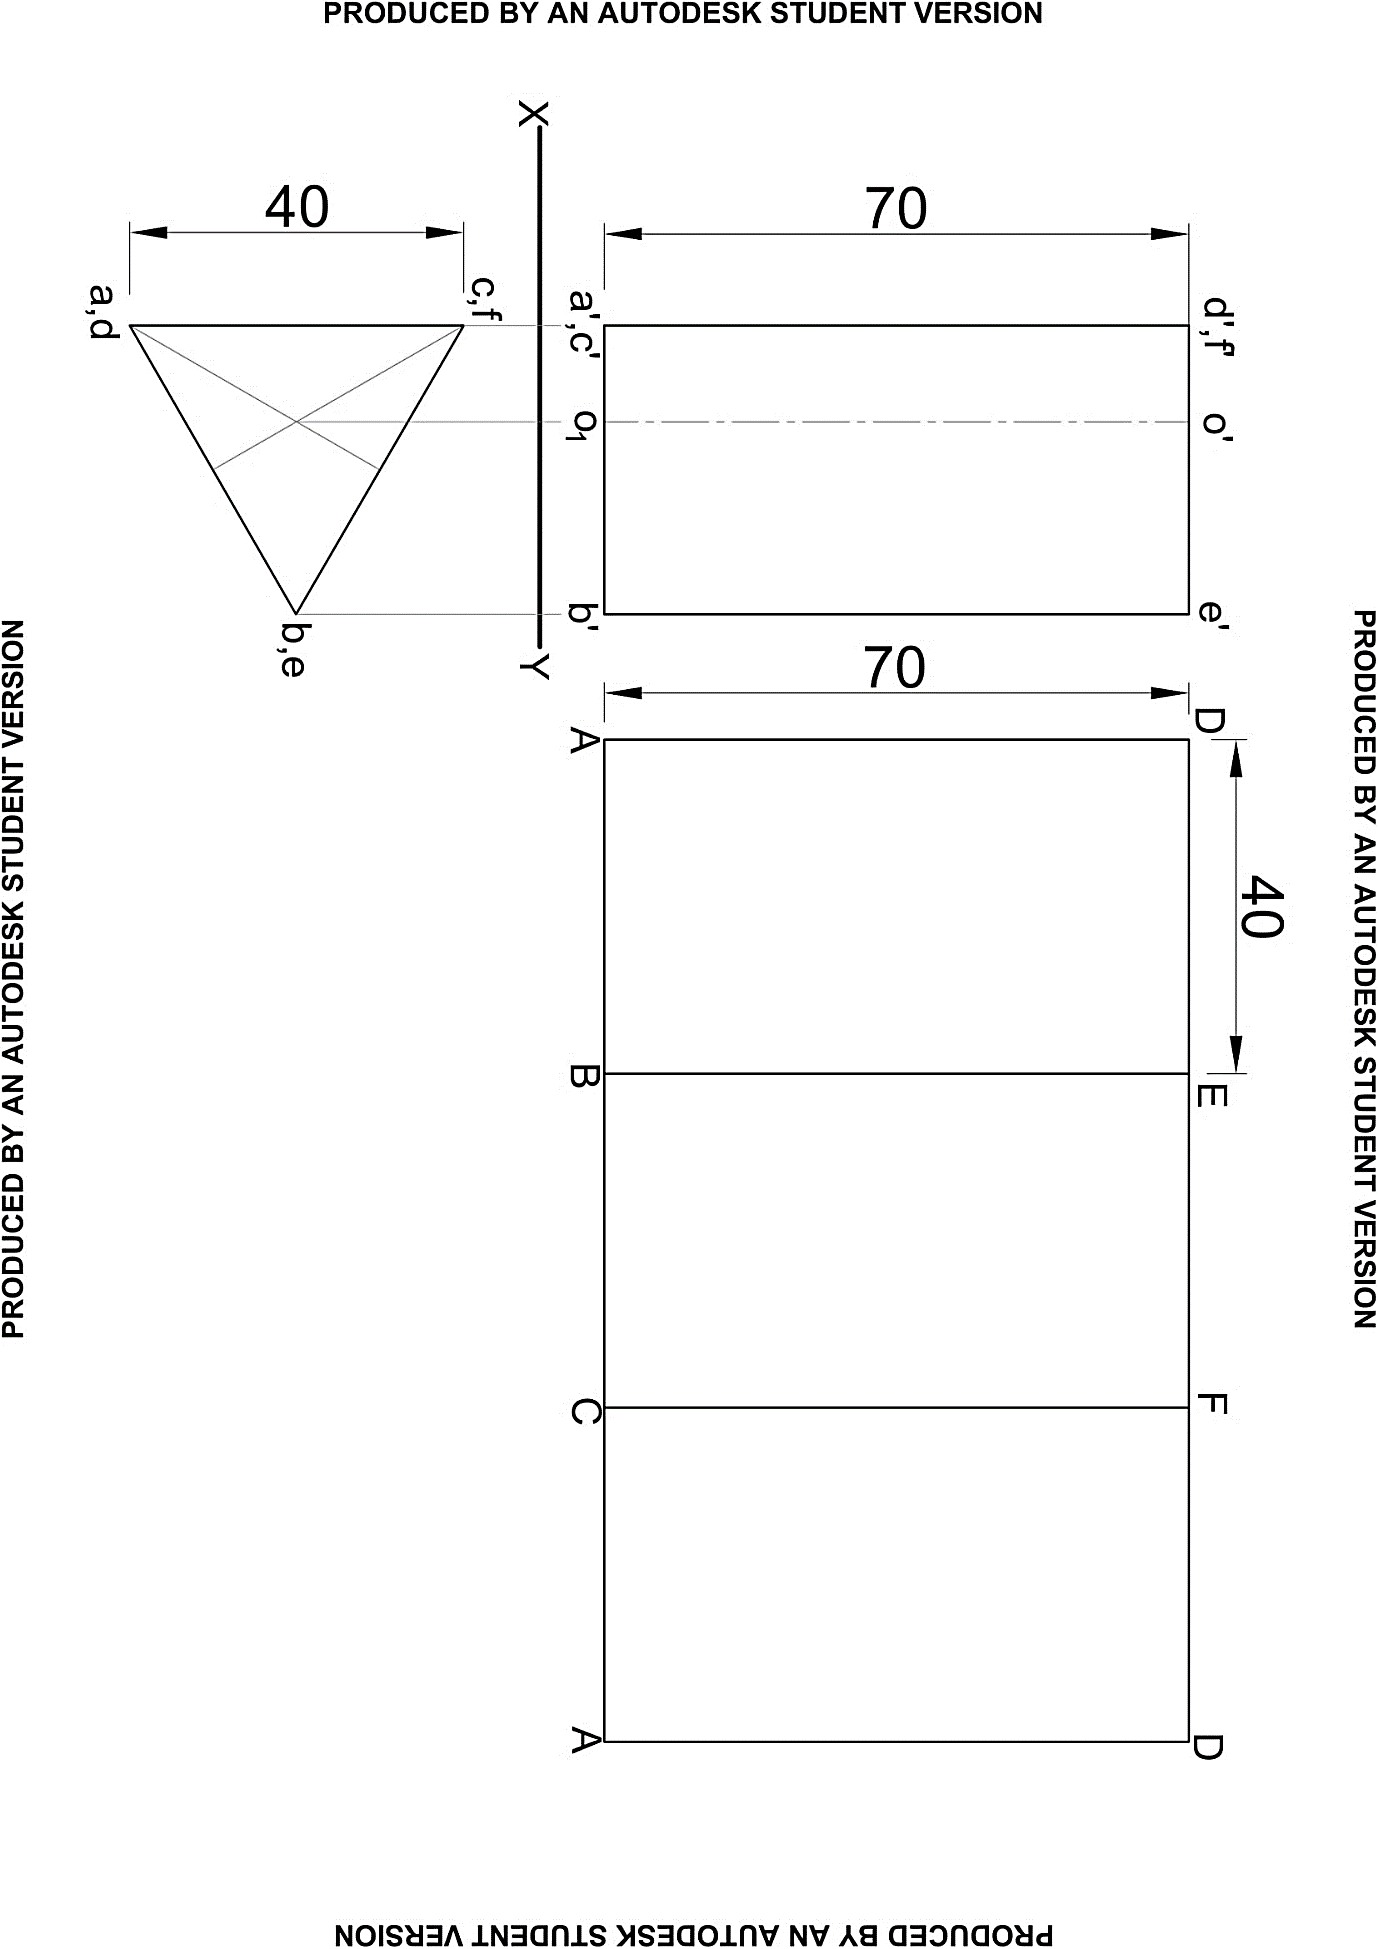 PRODUCED BY AN AUTODESK STUDENT VERSION
X
40
70
a,d
c,f
a',c'
d',f'
o1
o'
b,e
b'
e'
Y
70
A
D
40
B
E
C
F
A
D
PRODUCED BY AN AUTODESK STUDENT VERSION
PRODUCED BY AN AUTODESK STUDENT VERSION
PRODUCED BY AN AUTODESK STUDENT VERSION